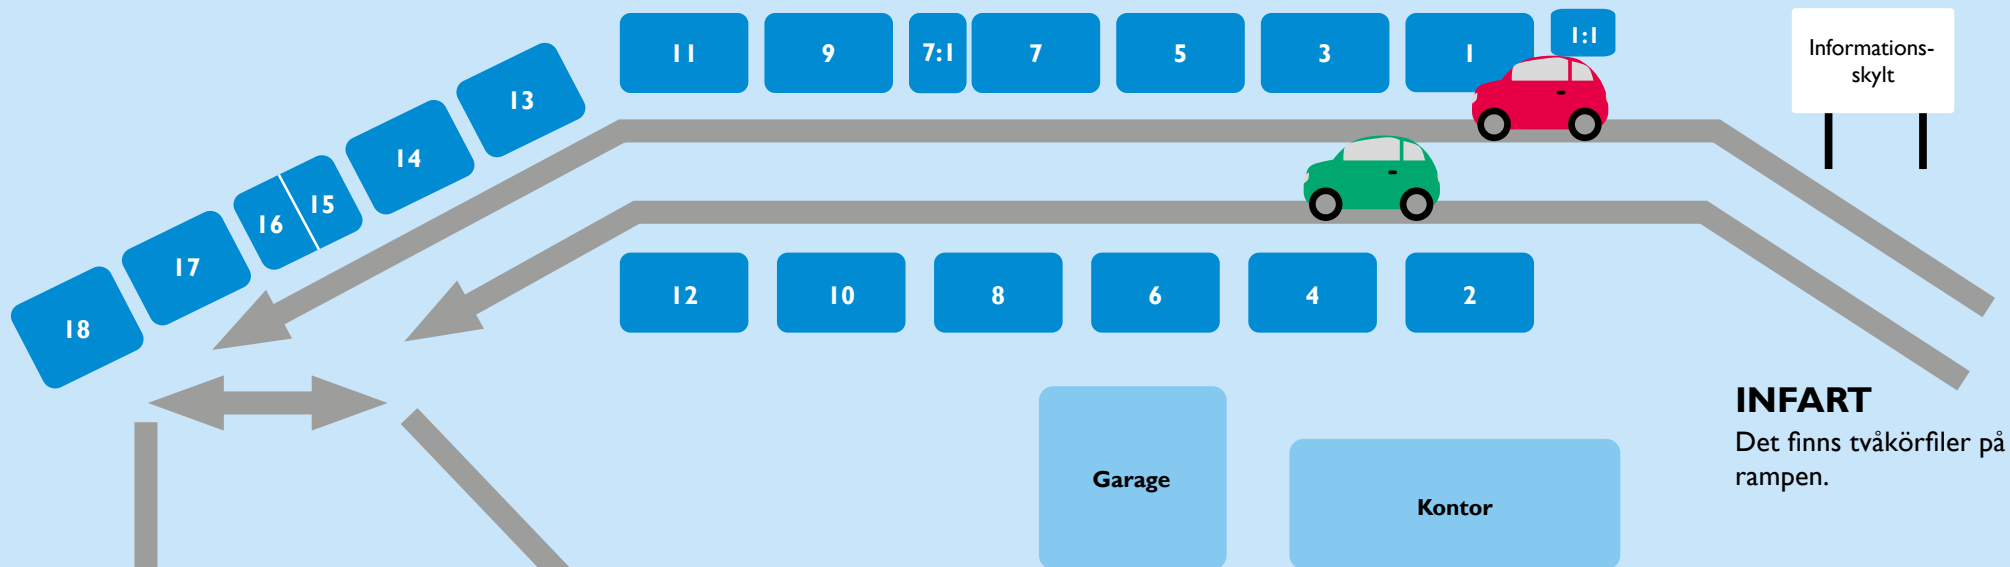 11
9
7:1
7
5
3
1
1:1
Informations-
skylt
13
14
15
16
17
18
12
10
8
6
4
2
INFART
Det finns tvåkörfiler på
rampen.
Garage
Kontor